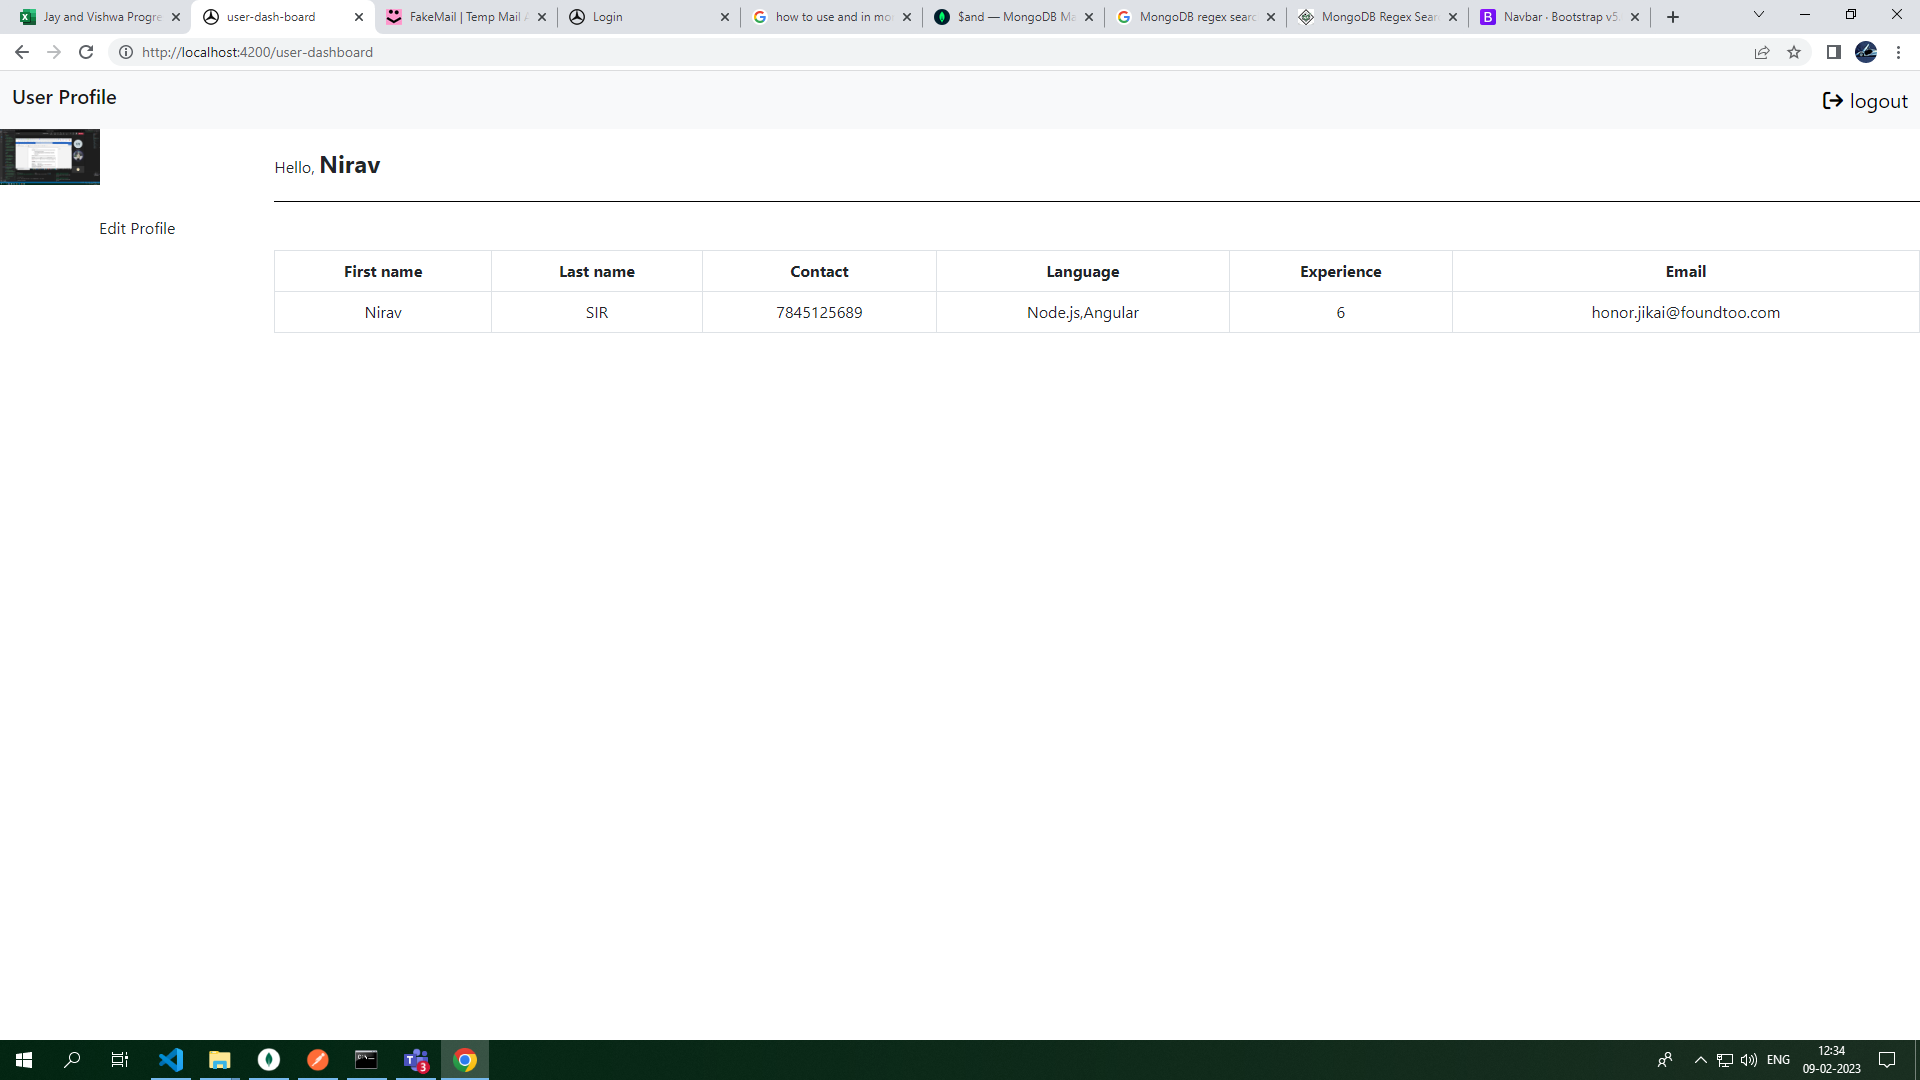 Jay and Vishwa Progre
user-dash-board
FakeMail | Temp Mail
Login
how to use and in mo
$and — MongoDB Ma
MongoDB regex searc
MongoDB Regex Sear
Navbar · Bootstrap v5
http://localhost:4200/user-dashboard
User Profile
logout
Hello, Nirav
Edit Profile
First name Last name Contact Language Experience Email
Nirav SIR 7845125689 Node.js,Angular 6 honor.jikai@foundtoo.com
3
ENG
12:34
09-02-2023